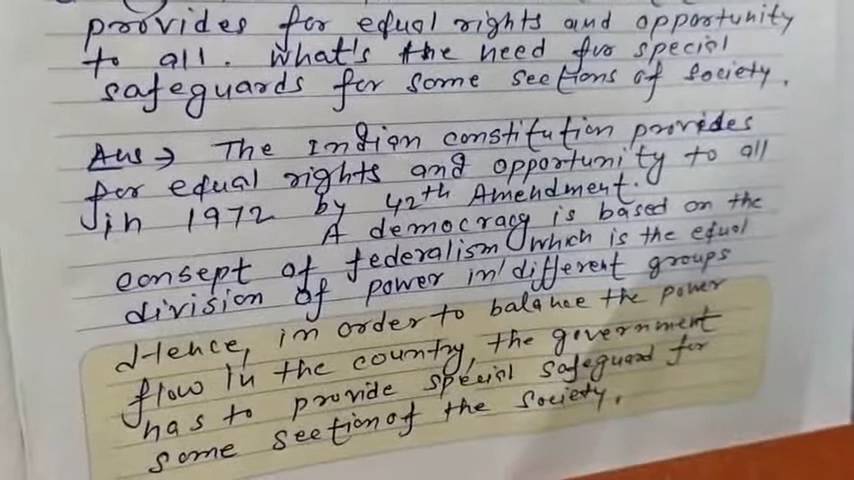 provides for equal rights and opportunity
to all. What's the need for special
safeguards for some sections of society.
Ans → The Indian constitution provides
for equal rights and opportunity to all
in 1972 by 42th Amendment.
A democracy is based on the
consept of federalism which is the equal
division of power in different groups
Hence, in order to balance the power
flow in the country, the government
has to provide special safeguard for
some section of the society.